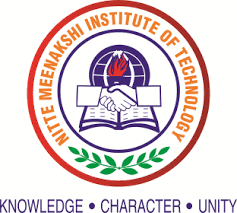 NITTE MEENAKSHI INSTITUTE OF TECHNOLOGY
KNOWLEDGE • CHARACTER • UNITY